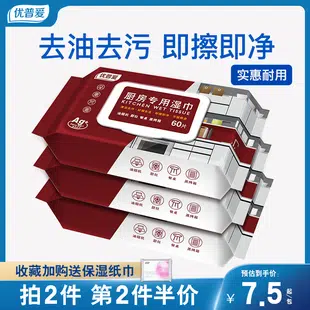 优普爱
去油去污 即擦即净
实惠耐用
优普爱
厨房专用湿巾
KITCHEN WET
TISSUE
60片
Ag+
收藏加购送保湿纸巾
拍2件 第2件半价
预估到手价
￥7.5起/包